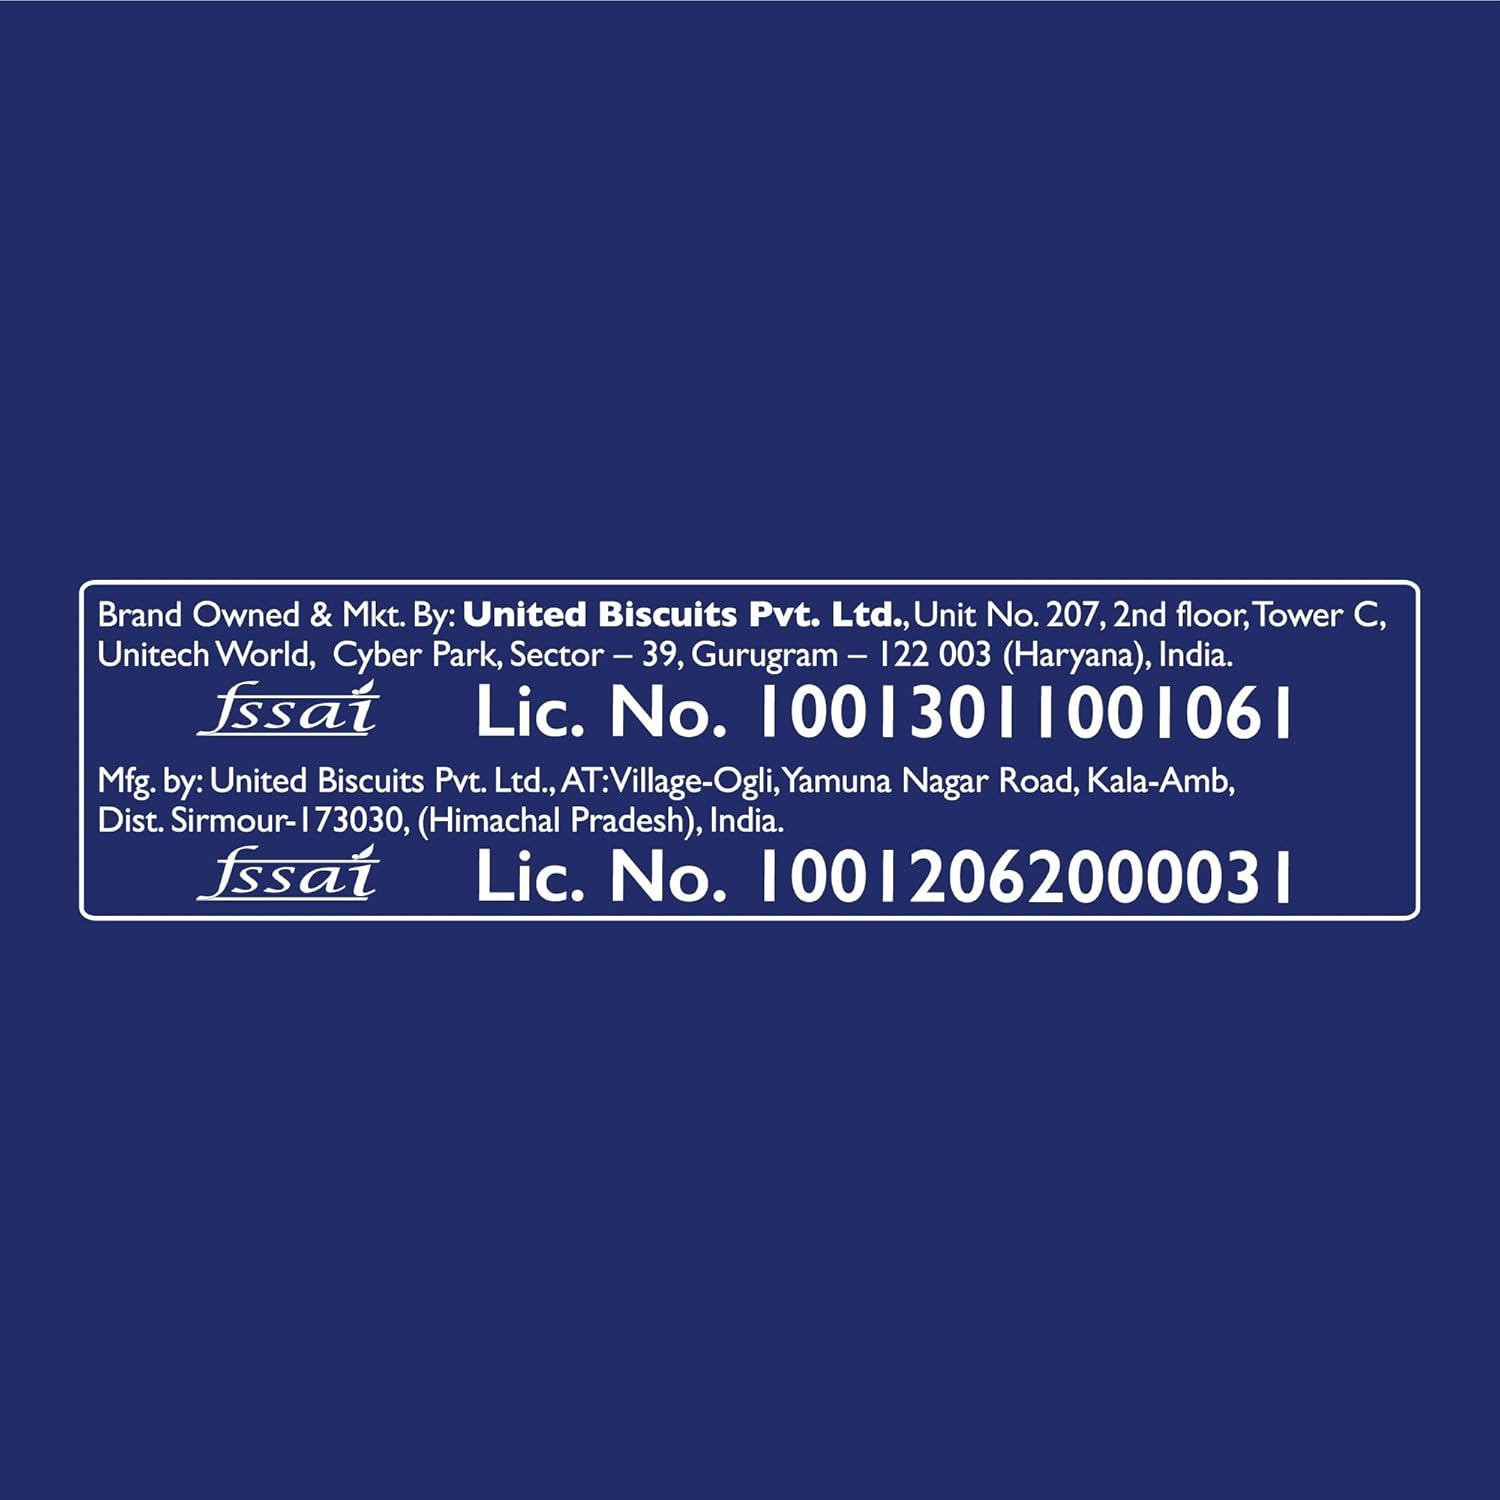 Brand Owned & Mkt. By: United Biscuits Pvt. Ltd., Unit No. 207, 2nd floor, Tower C,
Unitech World, Cyber Park, Sector – 39, Gurugram – 122 003 (Haryana), India.
fssai Lic. No. 10013011001061
Mfg. by: United Biscuits Pvt. Ltd., AT: Village-Ogli, Yamuna Nagar Road, Kala-Amb,
Dist. Sirmour-173030, (Himachal Pradesh), India.
fssai Lic. No. 10012062000031